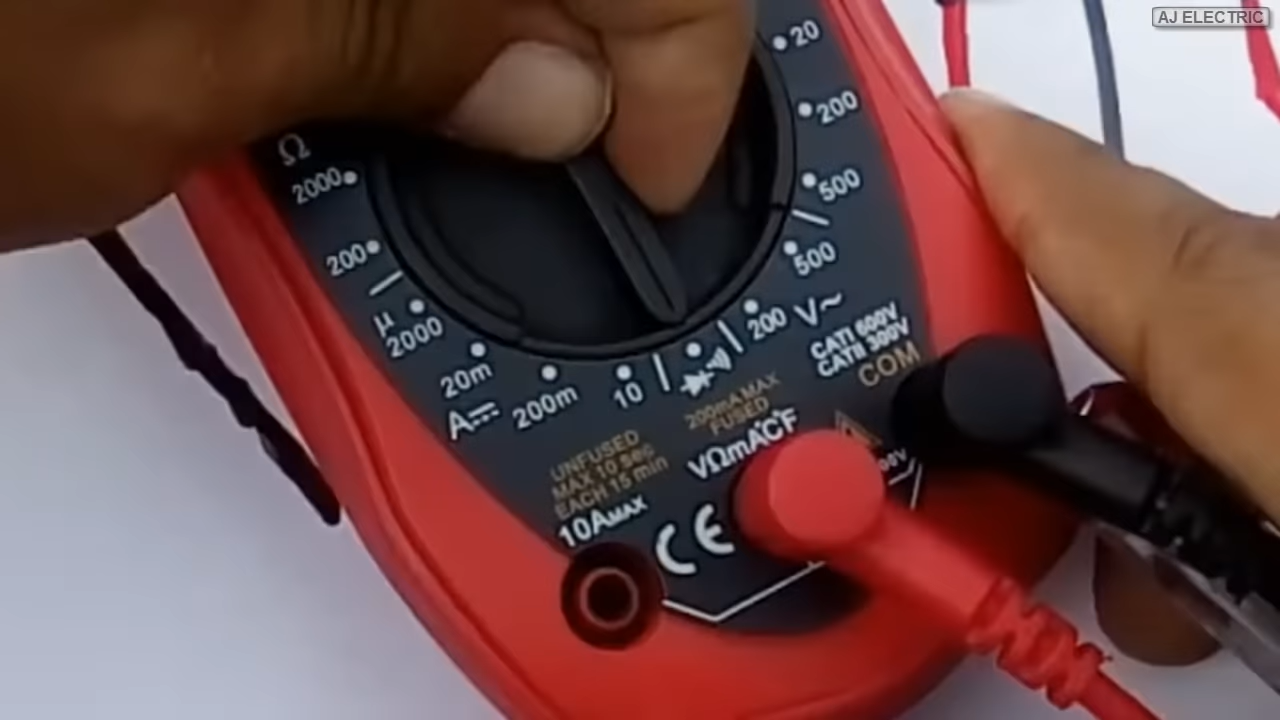 AJ ELECTRIC
20
200
500
500
200
V~
Ω
2000
200
µ
2000
20m
200m
10
A
CATI 600V
CATII 300V
COM
200mA MAX
FUSED
VΩmA°C°F
UNFUSED
MAX 10 sec
EACH 15 min
10AMAX
CE